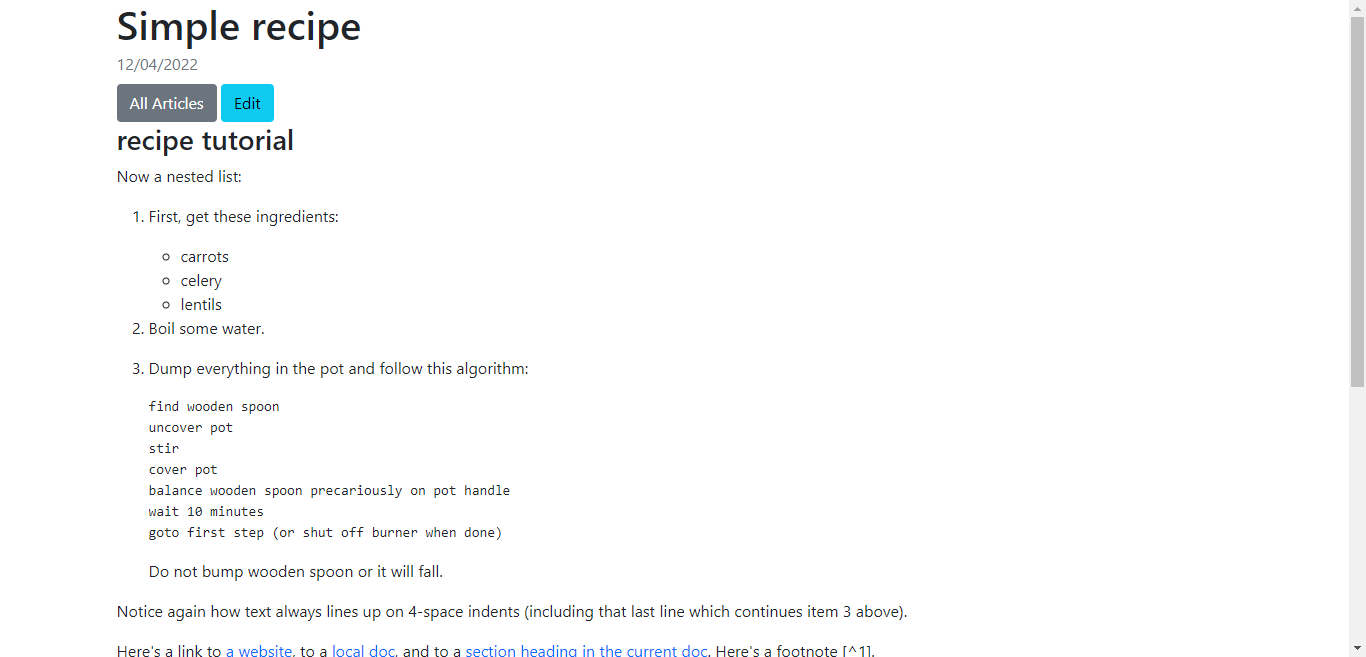 Simple recipe
12/04/2022
All Articles Edit
recipe tutorial
Now a nested list:
1. First, get these ingredients:
carrots
celery
lentils
2. Boil some water.
3. Dump everything in the pot and follow this algorithm:
find wooden spoon
uncover pot
stir
cover pot
balance wooden spoon precariously on pot handle
wait 10 minutes
goto first step (or shut off burner when done)
Do not bump wooden spoon or it will fall.
Notice again how text always lines up on 4-space indents (including that last line which continues item 3 above).
Here's a link to a website, to a local doc, and to a section heading in the current doc. Here's a footnote [^1].